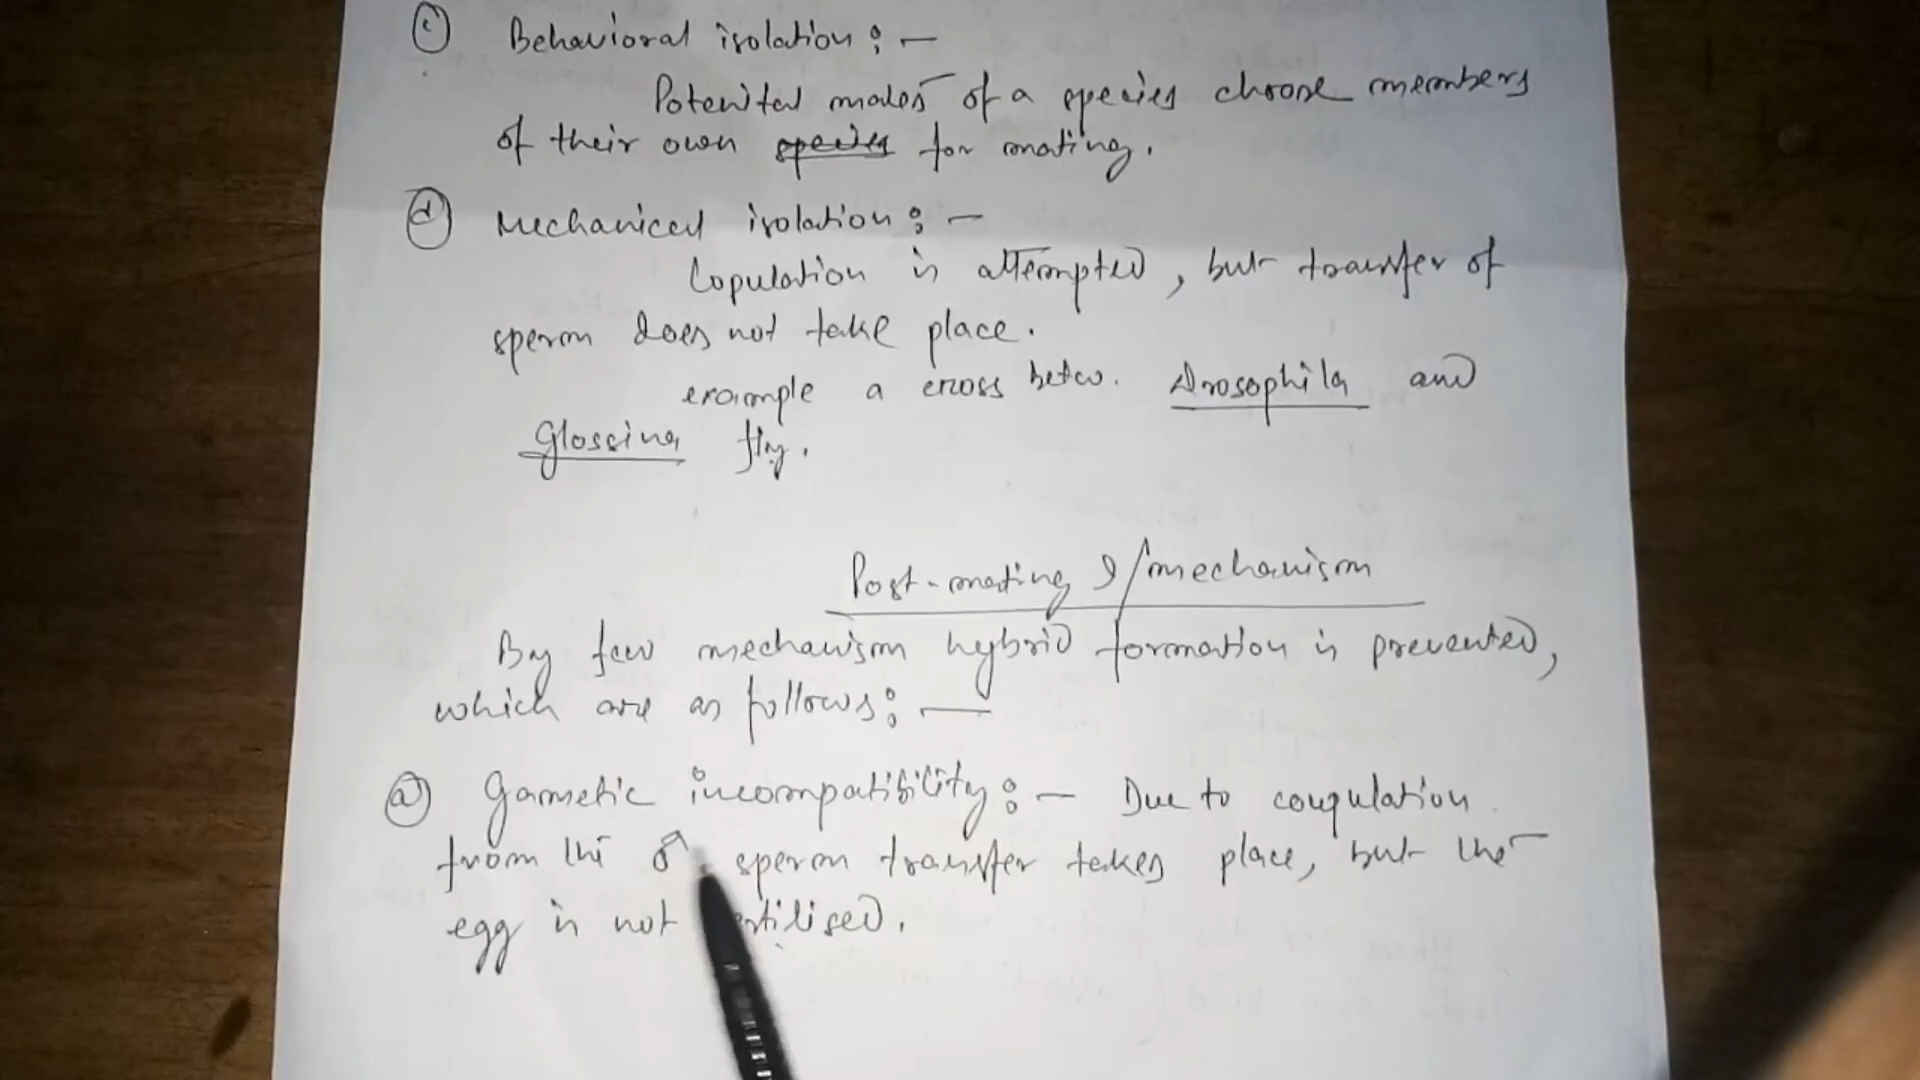 (c) Behavioral isolation : —
Potenital males of a species choose members
of their own species for mating.
(d) Mechanical isolation : —
Copulation is attempted, but transfer of
sperm does not take place.
example a cross betw. Drosophila and
Glossina fly.
Post-mating I/mechanism
By few mechanism hybrid formation is prevented,
which are as follows: —
(a) Gametic incompatibility : — Due to
from the ♂ sperm transfer takes place, but the
egg is not